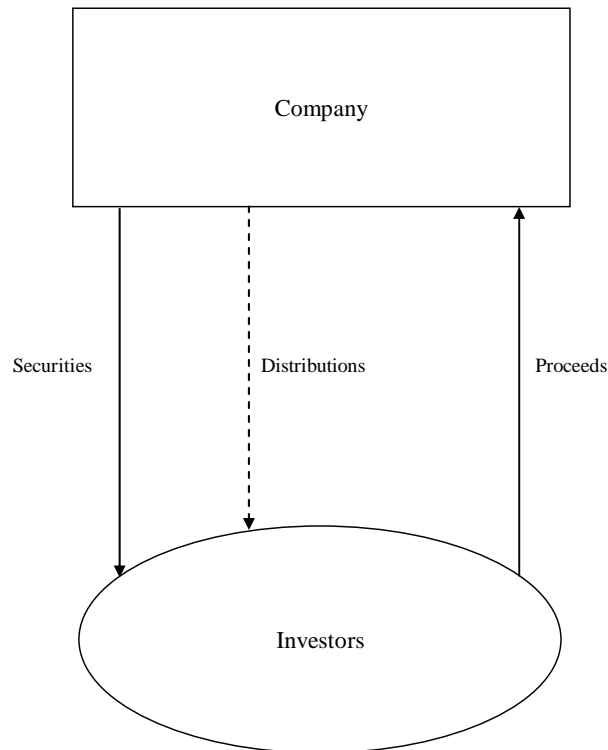 Company
Securities
Distributions
Proceeds
Investors